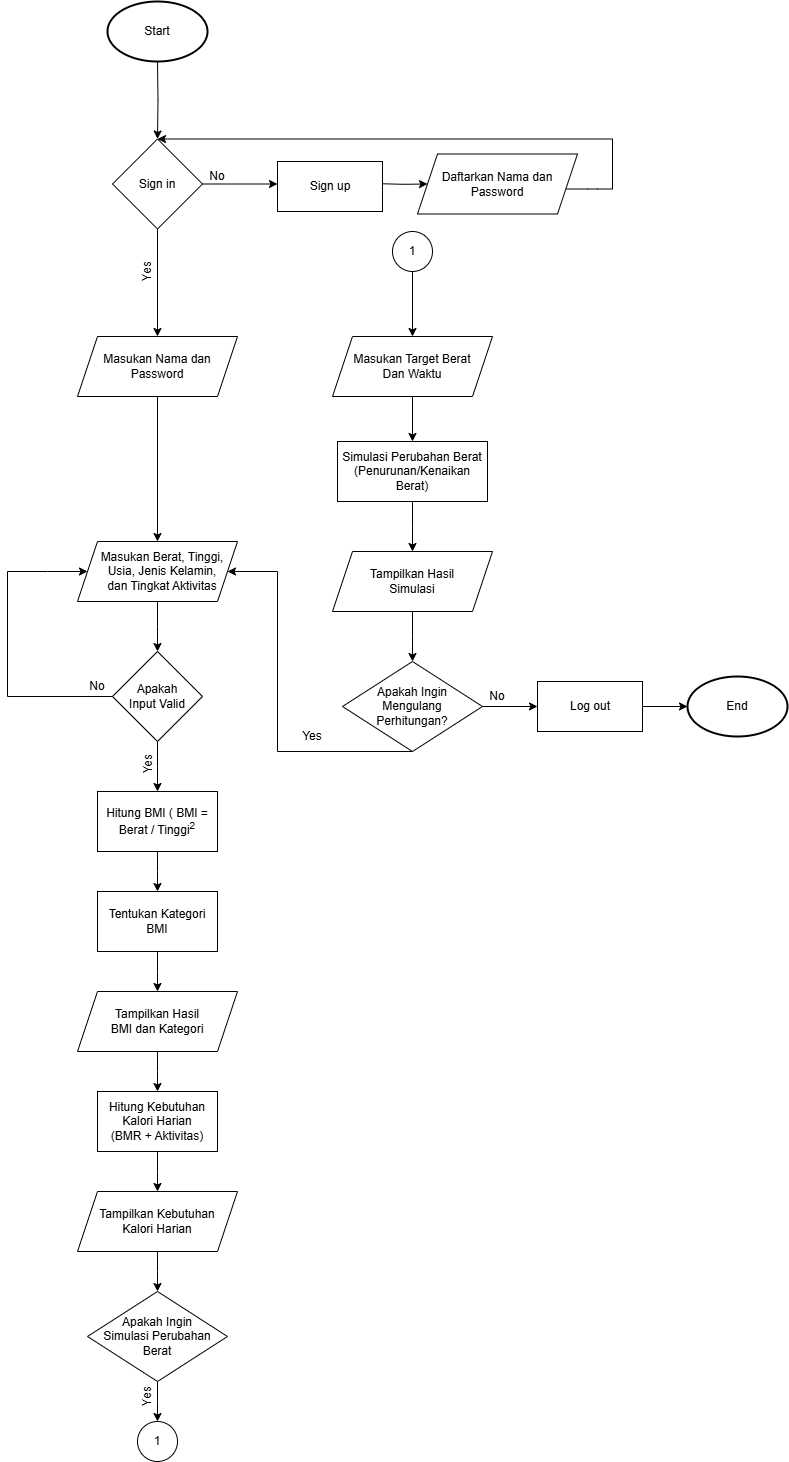 Start
Sign in
No
Sign up
Daftarkan Nama dan
Password
Yes
Masukan Nama dan
Password
Masukan Berat, Tinggi,
Usia, Jenis Kelamin,
dan Tingkat Aktivitas
Apakah
Input Valid
No
Yes
Hitung BMI ( BMI =
Berat / Tinggi²
Tentukan Kategori
BMI
Tampilkan Hasil
BMI dan Kategori
Hitung Kebutuhan
Kalori Harian
(BMR + Aktivitas)
Tampilkan Kebutuhan
Kalori Harian
Apakah Ingin
Simulasi Perubahan
Berat
Yes
1
1
Masukan Target Berat
Dan Waktu
Simulasi Perubahan Berat
(Penurunan/Kenaikan
Berat)
Tampilkan Hasil
Simulasi
Apakah Ingin
Mengulang
Perhitungan?
Yes
No
Log out
End